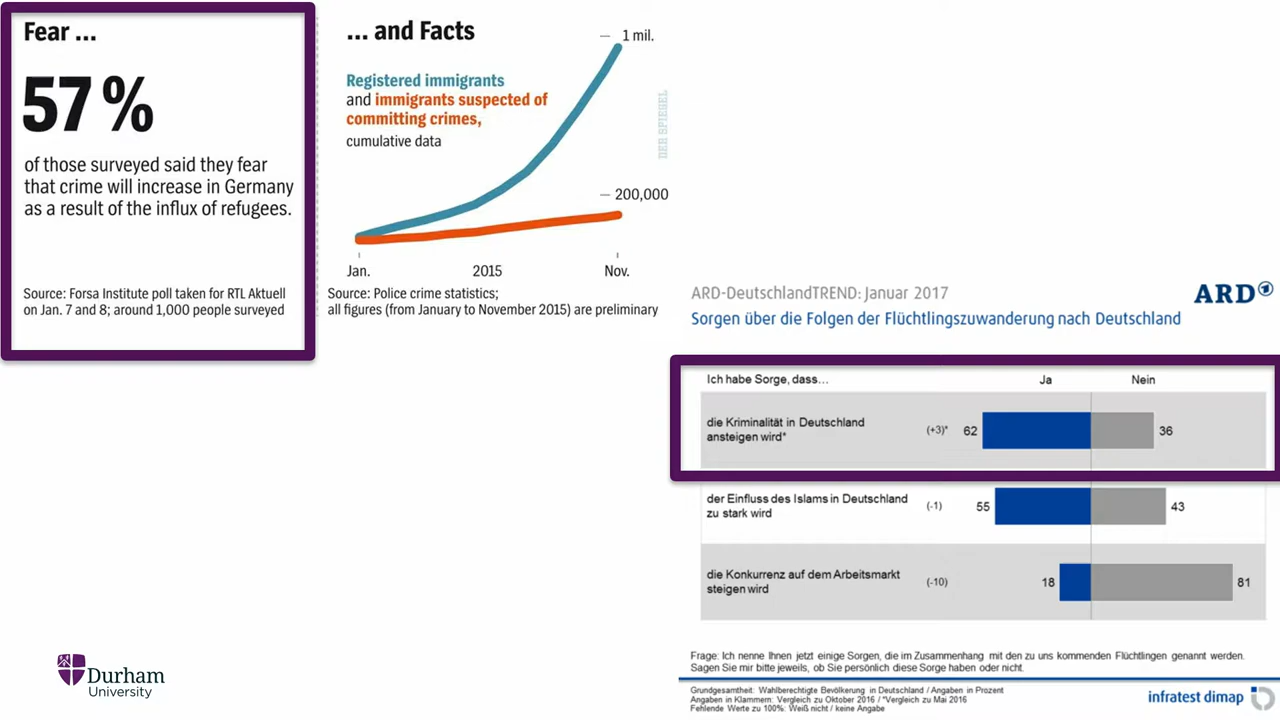 Fear ...
57 %
of those surveyed said they fear
that crime will increase in Germany
as a result of the influx of refugees.
Source: Forsa Institute poll taken for RTL Aktuell
on Jan. 7 and 8; around 1,000 people surveyed
... and Facts
Registered immigrants
and immigrants suspected of
committing crimes,
cumulative data
1 mil.
200,000
DER SPIEGEL
Jan.
2015
Nov.
Source: Police crime statistics;
all figures (from January to November 2015) are preliminary
ARD-DeutschlandTREND: Januar 2017
ARD 1
Sorgen über die Folgen der Flüchtlingszuwanderung nach Deutschland
Ich habe Sorge, dass... Ja Nein
die Kriminalität in Deutschland
ansteigen wird* (+3)* 62 36
der Einfluss des Islams in Deutschland
zu stark wird (-1) 55 43
die Konkurrenz auf dem Arbeitsmarkt
steigen wird (-10) 18 81
Frage: Ich nenne Ihnen jetzt einige Sorgen, die im Zusammenhang mit den zu uns kommenden Flüchtlingen genannt werden.
Sagen Sie mir bitte jeweils, ob Sie persönlich diese Sorge haben oder nicht.
Grundgesamtheit: Wahlberechtigte Bevölkerung in Deutschland / Angaben in Prozent
Angaben in Klammern: Vergleich zu Oktober 2016 / *Vergleich zu Mai 2016
Fehlende Werte zu 100%: Weiß nicht / keine Angabe
infratest dimap
Durham
University